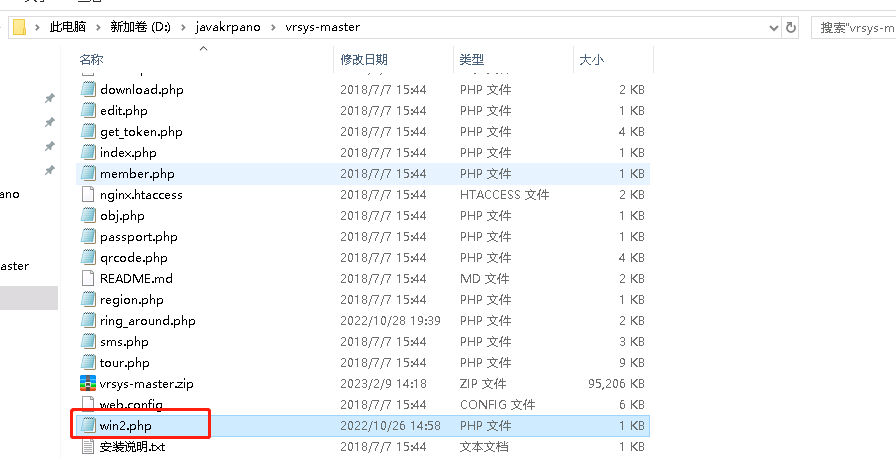 此电脑 > 新加卷 (D:) > javakrpano > vrsys-master 搜索"vrsys-m
名称 修改日期 类型 大小
download.php 2018/7/7 15:44 PHP 文件 2 KB
edit.php 2018/7/7 15:44 PHP 文件 1 KB
get_token.php 2018/7/7 15:44 PHP 文件 4 KB
index.php 2018/7/7 15:44 PHP 文件 1 KB
member.php 2018/7/7 15:44 PHP 文件 1 KB
ano nginx.htaccess 2018/7/7 15:44 HTACCESS 文件 2 KB
obj.php 2018/7/7 15:44 PHP 文件 1 KB
passport.php 2018/7/7 15:44 PHP 文件 1 KB
qrcode.php 2018/7/7 15:44 PHP 文件 4 KB
aster README.md 2018/7/7 15:44 MD 文件 2 KB
region.php 2018/7/7 15:44 PHP 文件 1 KB
ring_around.php 2022/10/28 19:39 PHP 文件 2 KB
sms.php 2018/7/7 15:44 PHP 文件 3 KB
tour.php 2018/7/7 15:44 PHP 文件 9 KB
vrsys-master.zip 2023/2/9 14:18 ZIP 文件 95,206 KB
web.config 2018/7/7 15:44 CONFIG 文件 6 KB
win2.php 2022/10/26 14:58 PHP 文件 1 KB
安装说明.txt 2018/7/7 15:44 文本文档 1 KB